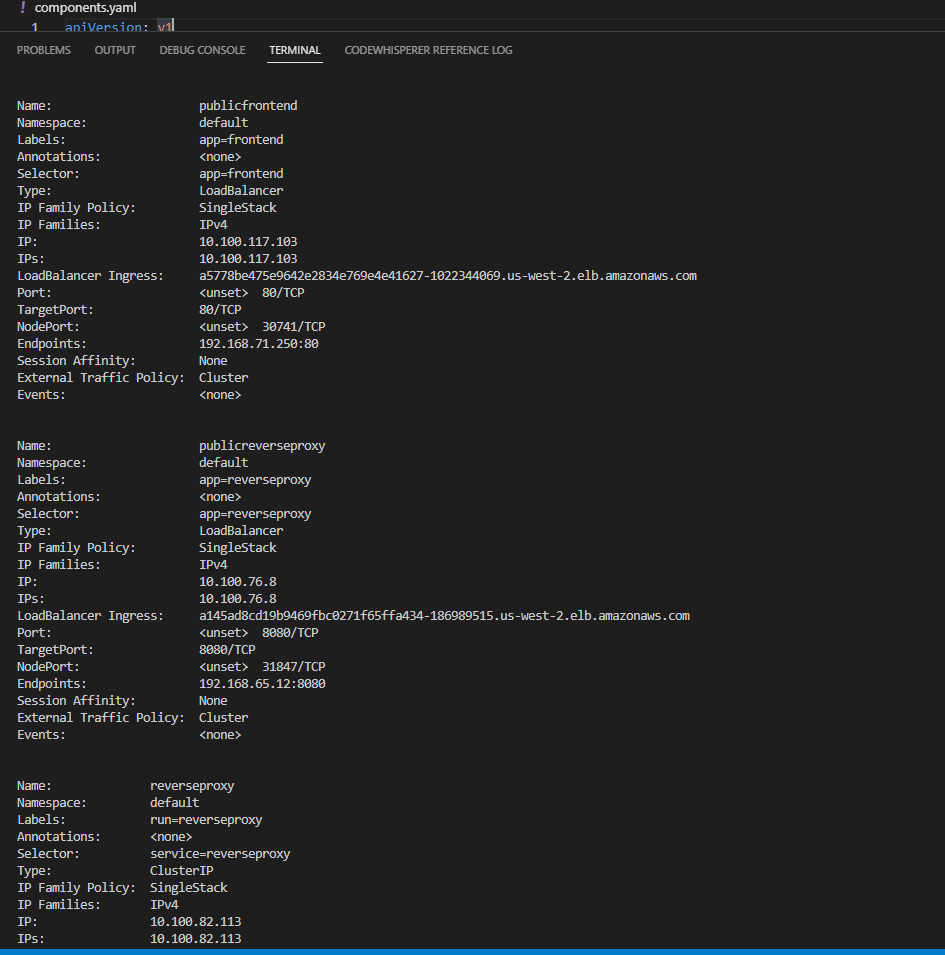 ! components.yaml
1 apiVersion: v1
PROBLEMS OUTPUT DEBUG CONSOLE TERMINAL CODEWHISPERER REFERENCE LOG
Name: publicfrontend
Namespace: default
Labels: app=frontend
Annotations: <none>
Selector: app=frontend
Type: LoadBalancer
IP Family Policy: SingleStack
IP Families: IPv4
IP: 10.100.117.103
IPs: 10.100.117.103
LoadBalancer Ingress: a5778be475e9642e2834e769e4e41627-1022344069.us-west-2.elb.amazonaws.com
Port: <unset> 80/TCP
TargetPort: 80/TCP
NodePort: <unset> 30741/TCP
Endpoints: 192.168.71.250:80
Session Affinity: None
External Traffic Policy: Cluster
Events: <none>
Name: publicreverseproxy
Namespace: default
Labels: app=reverseproxy
Annotations: <none>
Selector: app=reverseproxy
Type: LoadBalancer
IP Family Policy: SingleStack
IP Families: IPv4
IP: 10.100.76.8
IPs: 10.100.76.8
LoadBalancer Ingress: a145ad8cd19b9469fbc0271f65ffa434-186989515.us-west-2.elb.amazonaws.com
Port: <unset> 8080/TCP
TargetPort: 8080/TCP
NodePort: <unset> 31847/TCP
Endpoints: 192.168.65.12:8080
Session Affinity: None
External Traffic Policy: Cluster
Events: <none>
Name: reverseproxy
Namespace: default
Labels: run=reverseproxy
Annotations: <none>
Selector: service=reverseproxy
Type: ClusterIP
IP Family Policy: SingleStack
IP Families: IPv4
IP: 10.100.82.113
IPs: 10.100.82.113